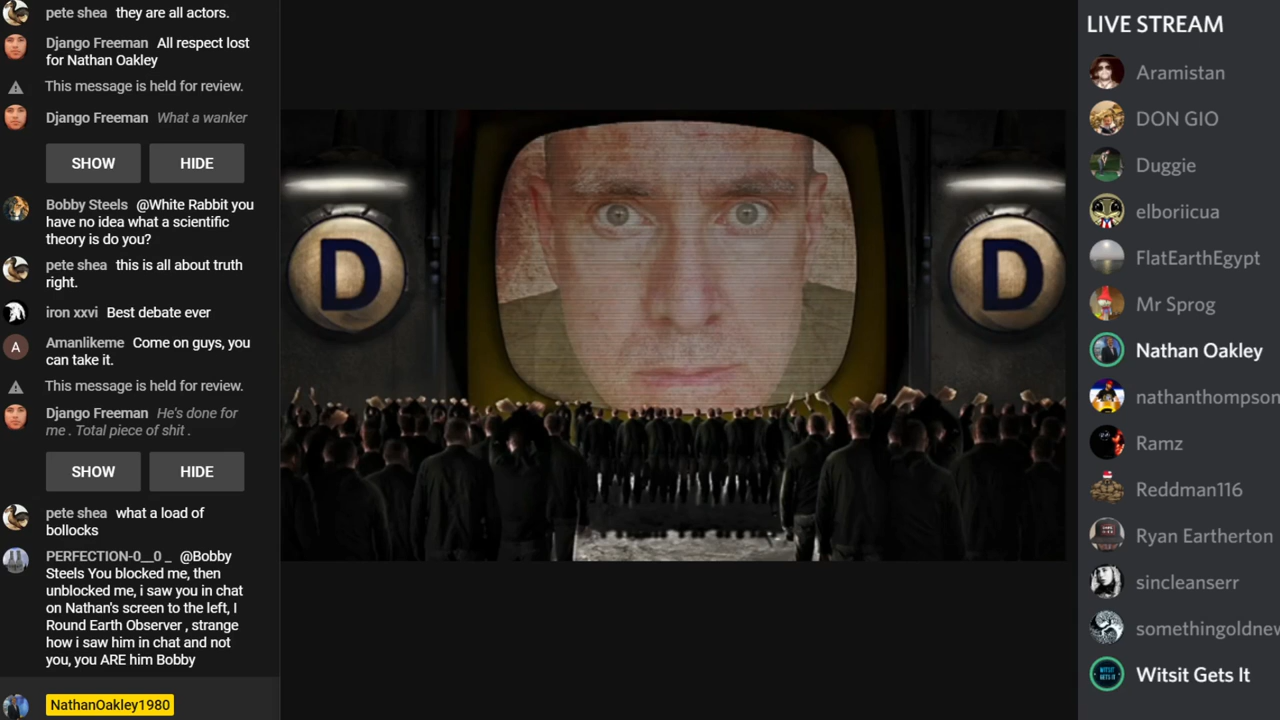 pete shea they are all actors.
Django Freeman All respect lost
for Nathan Oakley
This message is held for review.
Django Freeman What a wanker
SHOW
HIDE
Bobby Steels @White Rabbit you
have no idea what a scientific
theory is do you?
pete shea this is all about truth
right.
iron xxvi Best debate ever
A
Amanlikeme Come on guys, you
can take it.
This message is held for review.
Django Freeman He's done for
me . Total piece of shit .
SHOW
HIDE
pete shea what a load of
bollocks
PERFECTION-0__0 _ @Bobby
Steels You blocked me, then
unblocked me, i saw you in chat
on Nathan's screen to the left, I
Round Earth Observer , strange
how i saw him in chat and not
you, you ARE him Bobby
NathanOakley1980
D
D
LIVE STREAM
Aramistan
DON GIO
Duggie
elboriicua
FlatEarthEgypt
Mr Sprog
Nathan Oakley
nathanthompson
Ramz
Reddman116
Ryan Eartherton
sincleanserr
somethingoldnew
WITSIT
GETS IT
Witsit Gets It